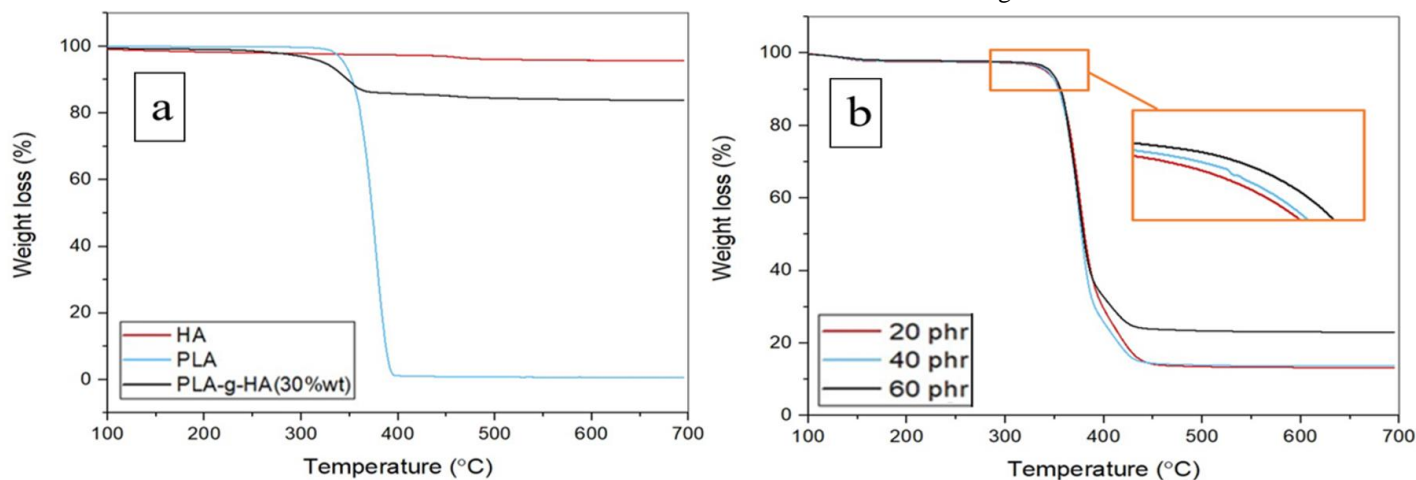 a
Weight loss (%)
100
80
60
40
20
0
HA
PLA
PLA-g-HA(30%wt)
100 200 300 400 500 600 700
Temperature (°C)
b
Weight loss (%)
100
80
60
40
20
0
20 phr
40 phr
60 phr
100 200 300 400 500 600 700
Temperature (°C)